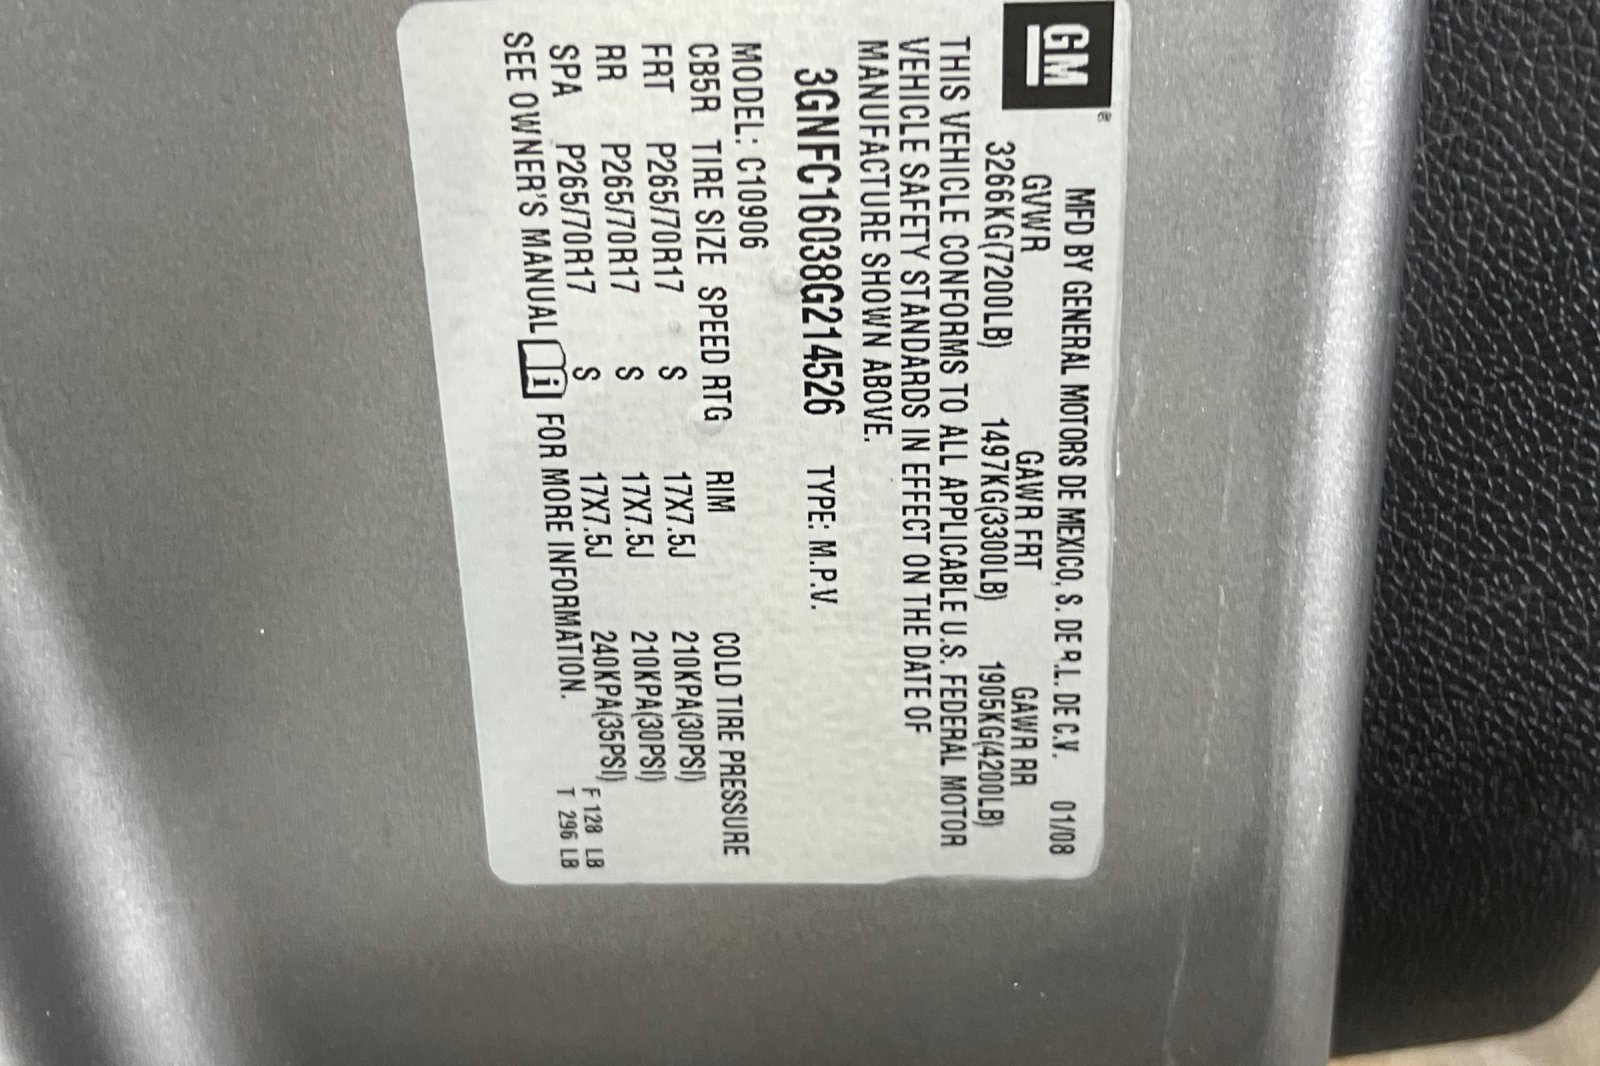 GM
MFD BY GENERAL MOTORS DE MEXICO, S. DE R.L. DE C.V. 01/08
GVWR GAWR FRT GAWR RR
3266KG(7200LB) 1497KG(3300LB) 1905KG(4200LB)
THIS VEHICLE CONFORMS TO ALL APPLICABLE U.S. FEDERAL MOTOR
VEHICLE SAFETY STANDARDS IN EFFECT ON THE DATE OF
MANUFACTURE SHOWN ABOVE.
3GNFC16038G214526 TYPE: M.P.V.
MODEL: C10906
CB5R TIRE SIZE SPEED RTG RIM COLD TIRE PRESSURE
FRT P265/70R17 S 17X7.5J 210KPA(30PSI)
RR P265/70R17 S 17X7.5J 210KPA(30PSI)
SPA P265/70R17 S 17X7.5J 240KPA(35PSI) F 128 LB
SEE OWNER'S MANUAL i FOR MORE INFORMATION. T 296 LB